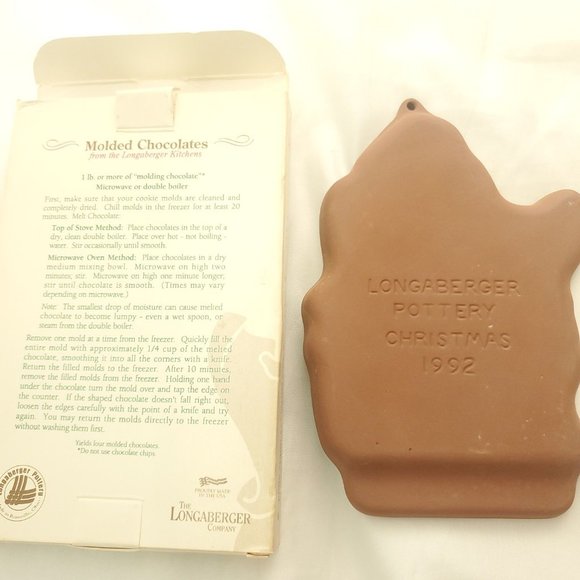 Molded Chocolates
from the Longaberger Kitchens
1 lb. or more of "molding chocolate"*
Microwave or double boiler
First, make sure that your cookie molds are cleaned and
completely dried. Chill molds in the freezer for at least 20
minutes. Melt Chocolate:
Top of Stove Method: Place chocolates in the top of a
dry, clean double boiler. Place over hot - not boiling -
water. Stir occasionally until smooth.
Microwave Oven Method: Place chocolates in a dry
medium mixing bowl. Microwave on high two
minutes; stir. Microwave on high one minute longer,
stir until chocolate is smooth. (Times may vary
depending on microwave.)
Note: The smallest drop of moisture can cause melted
chocolate to become lumpy - even a wet spoon, or
steam from the double boiler.
Remove one mold at a time from the freezer. Quickly fill the
entire mold with approximately 1/4 cup of the melted
chocolate, smoothing it into all the corners with a knife.
Return the filled molds to the freezer. After 10 minutes,
remove the filled molds from the freezer. Holding one hand
under the chocolate turn the mold over and tap the edge on
the counter. If the shaped chocolate doesn't fall right out,
loosen the edges carefully with the point of a knife and try
again. You may return the molds directly to the freezer
without washing them first.
Yields four molded chocolates.
*Do not use chocolate chips.
Longaberger Pottery
PROUDLY MADE
IN THE USA
THE
LONGABERGER
COMPANY
LONGABERGER
POTTERY
CHRISTMAS
1992